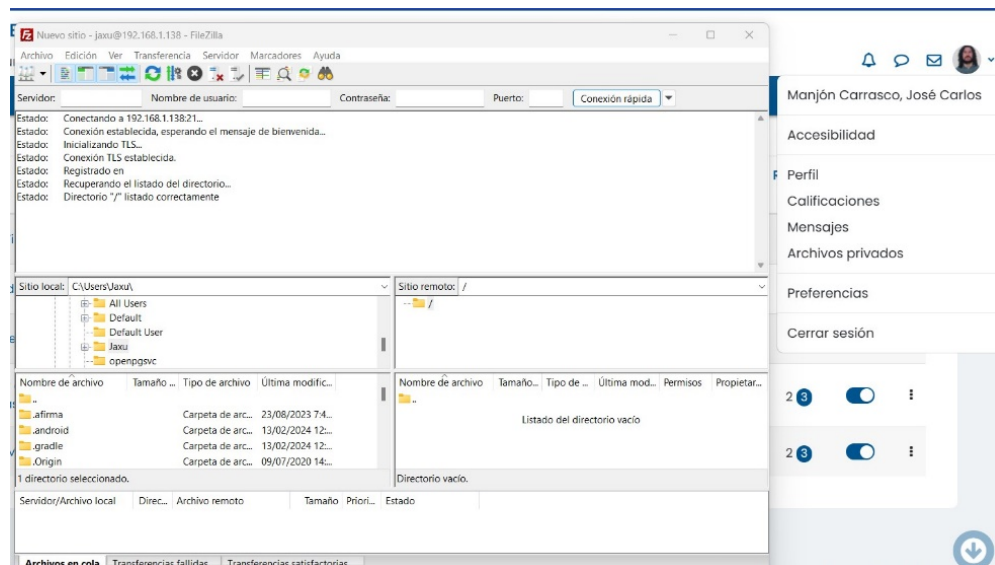 Nuevo sitio - jaxu@192.168.1.138 - FileZilla
Archivo Edición Ver Transferencia Servidor Marcadores Ayuda
Servidor: Nombre de usuario: Contraseña: Puerto: Conexión rápida
Estado: Conectando a 192.168.1.138:21...
Estado: Conexión establecida, esperando el mensaje de bienvenida...
Estado: Inicializando TLS...
Estado: Conexión TLS establecida.
Estado: Registrado en
Estado: Recuperando el listado del directorio...
Estado: Directorio "/" listado correctamente
Sitio local: C:\Users\Jaxu\
All Users
Default
Default User
Jaxu
openpgsvc
Sitio remoto: /
/
Nombre de archivo Tamaño ... Tipo de archivo Última modific...
..
.afirma Carpeta de arc... 23/08/2023 7:4...
.android Carpeta de arc... 13/02/2024 12:...
.gradle Carpeta de arc... 13/02/2024 12:...
.Origin Carpeta de arc... 09/07/2020 14:...
1 directorio seleccionado.
Nombre de archivo Tamaño... Tipo de ... Última mod... Permisos Propietar...
..
Listado del directorio vacío
Directorio vacío.
Servidor/Archivo local Direc... Archivo remoto Tamaño Priori... Estado
Archivos en cola Transferencias fallidas Transferencias satisfactorias
Manjón Carrasco, José Carlos
Accesibilidad
Perfil
Calificaciones
Mensajes
Archivos privados
Preferencias
Cerrar sesión
2 3
2 3